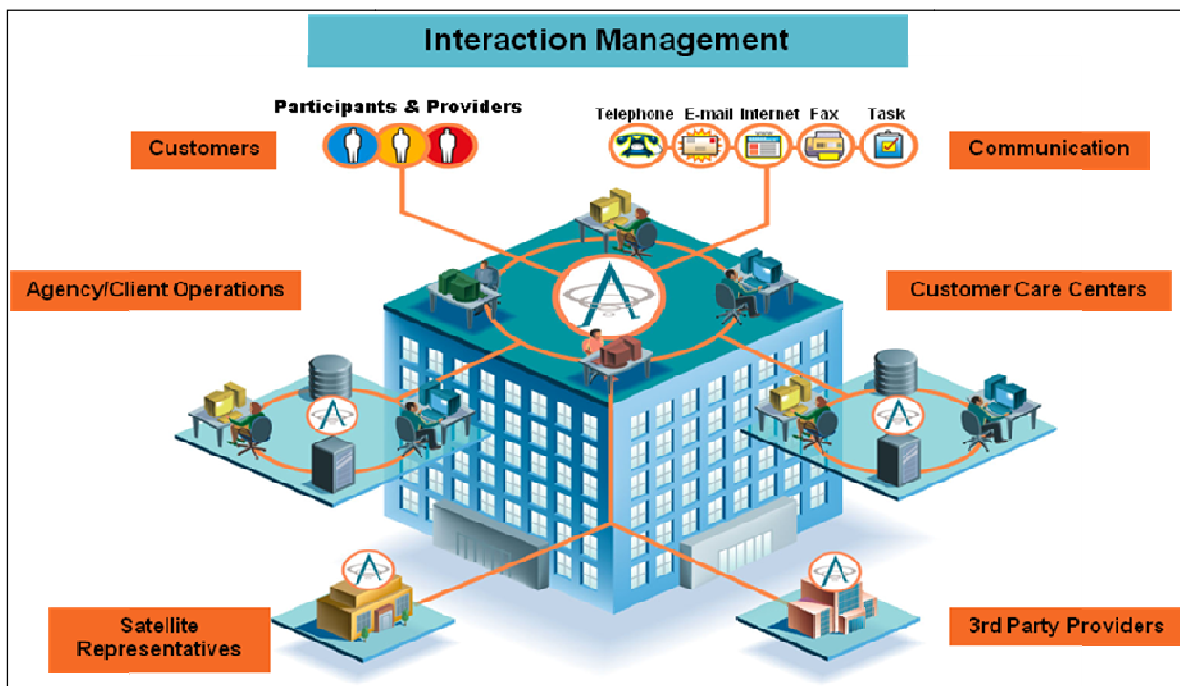 Interaction Management
Participants & Providers
Telephone E-mail Internet Fax Task
Customers
Communication
Agency/Client Operations
Customer Care Centers
Satellite
Representatives
3rd Party Providers